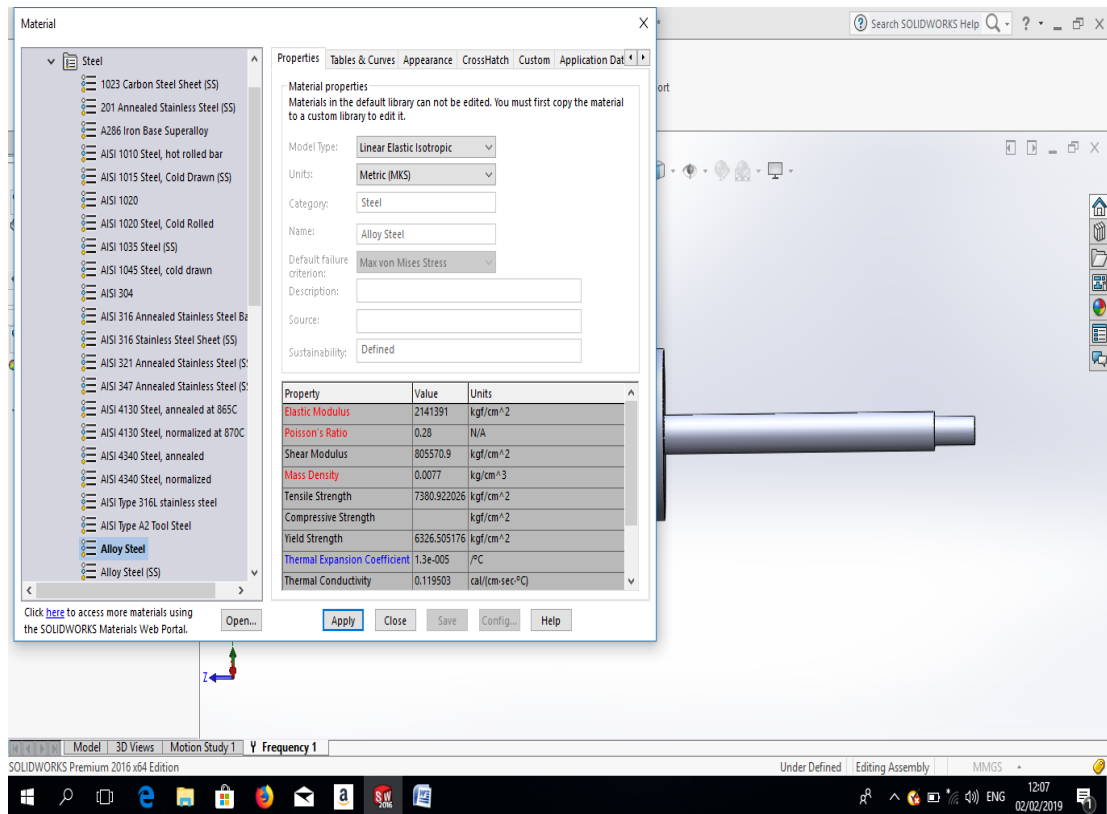 Material
Search SOLIDWORKS Help
Steel
1023 Carbon Steel Sheet (SS)
201 Annealed Stainless Steel (SS)
A286 Iron Base Superalloy
AISI 1010 Steel, hot rolled bar
AISI 1015 Steel, Cold Drawn (SS)
AISI 1020
AISI 1020 Steel, Cold Rolled
AISI 1035 Steel (SS)
AISI 1045 Steel, cold drawn
AISI 304
AISI 316 Annealed Stainless Steel Ba
AISI 316 Stainless Steel Sheet (SS)
AISI 321 Annealed Stainless Steel (S
AISI 347 Annealed Stainless Steel (S
AISI 4130 Steel, annealed at 865C
AISI 4130 Steel, normalized at 870C
AISI 4340 Steel, annealed
AISI 4340 Steel, normalized
AISI Type 316L stainless steel
AISI Type A2 Tool Steel
Alloy Steel
Alloy Steel (SS)
Click here to access more materials using
the SOLIDWORKS Materials Web Portal.
Open...
Properties Tables & Curves Appearance CrossHatch Custom Application Dat
Material properties
Materials in the default library can not be edited. You must first copy the material
to a custom library to edit it.
Model Type: Linear Elastic Isotropic
Units: Metric (MKS)
Category: Steel
Name: Alloy Steel
Default failure
criterion: Max von Mises Stress
Description:
Source:
Sustainability: Defined
Property Value Units
Elastic Modulus 2141391 kgf/cm^2
Poisson's Ratio 0.28 N/A
Shear Modulus 805570.9 kgf/cm^2
Mass Density 0.0077 kg/cm^3
Tensile Strength 7380.922026 kgf/cm^2
Compressive Strength kgf/cm^2
Yield Strength 6326.505176 kgf/cm^2
Thermal Expansion Coefficient 1.3e-005 /°C
Thermal Conductivity 0.119503 cal/(cm-sec-°C)
Apply Close Save Config... Help
ort
Z
Model 3D Views Motion Study 1 Frequency 1
SOLIDWORKS Premium 2016 x64 Edition
Under Defined Editing Assembly MMGS
a
SW
2016
ENG
12:07
02/02/2019
1